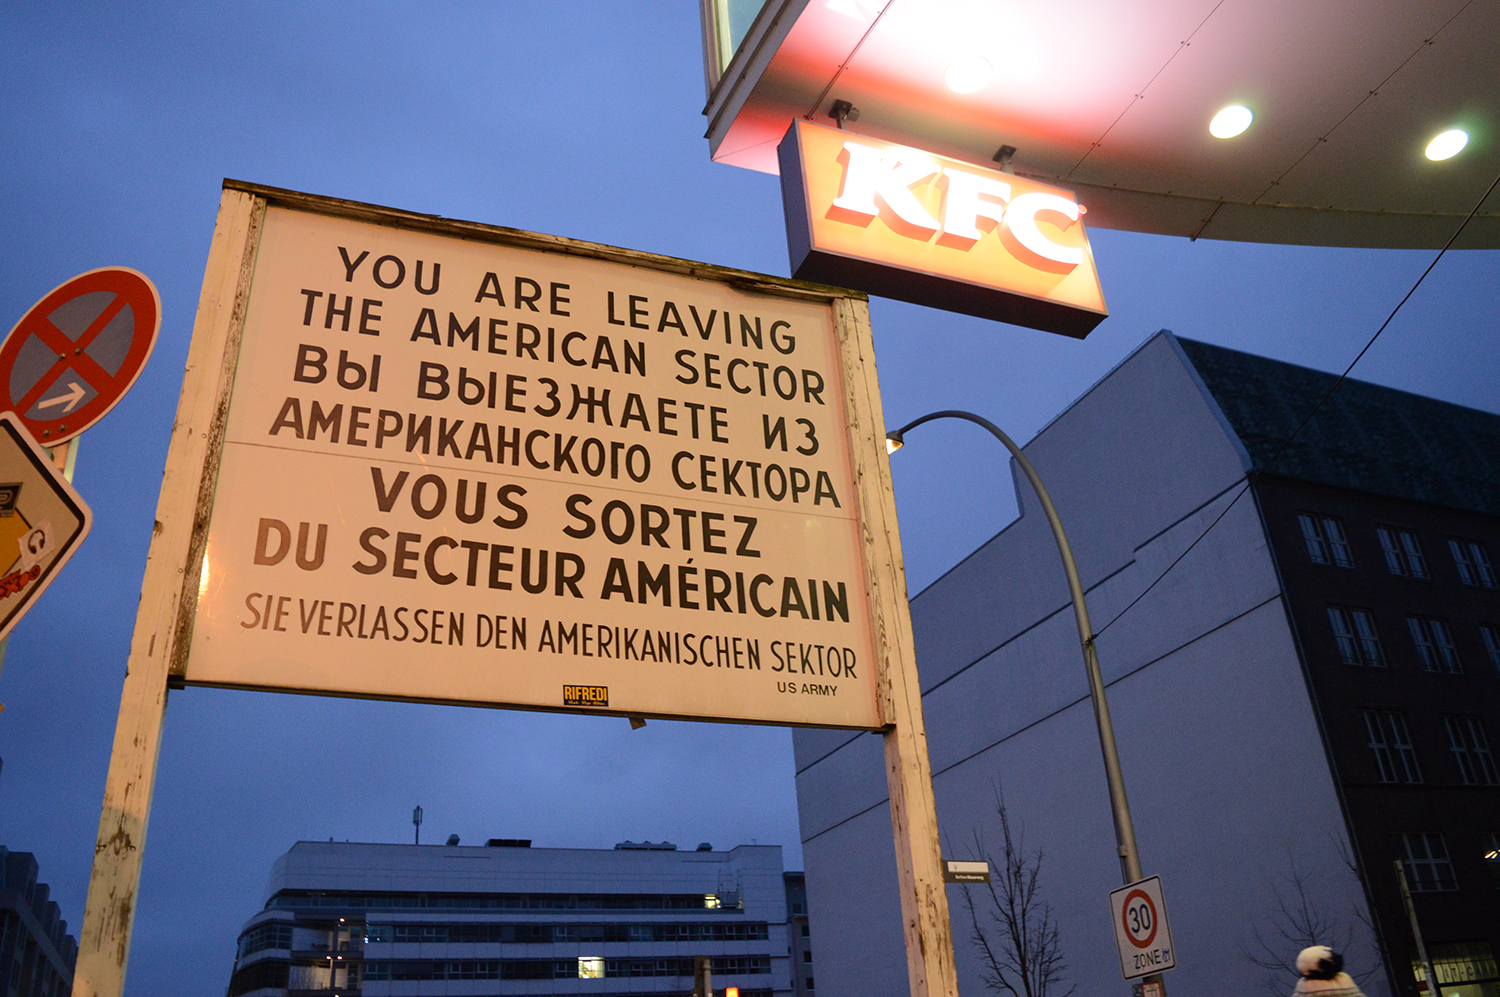 KFC
YOU ARE LEAVING
THE AMERICAN SECTOR
ВЫ ВЫЕЗЖАЕТЕ ИЗ
АМЕРИКАНСКОГО СЕКТОРА
VOUS SORTEZ
DU SECTEUR AMÉRICAIN
SIE VERLASSEN DEN AMERIKANISCHEN SEKTOR
US ARMY
RIFREDI
30
ZONE